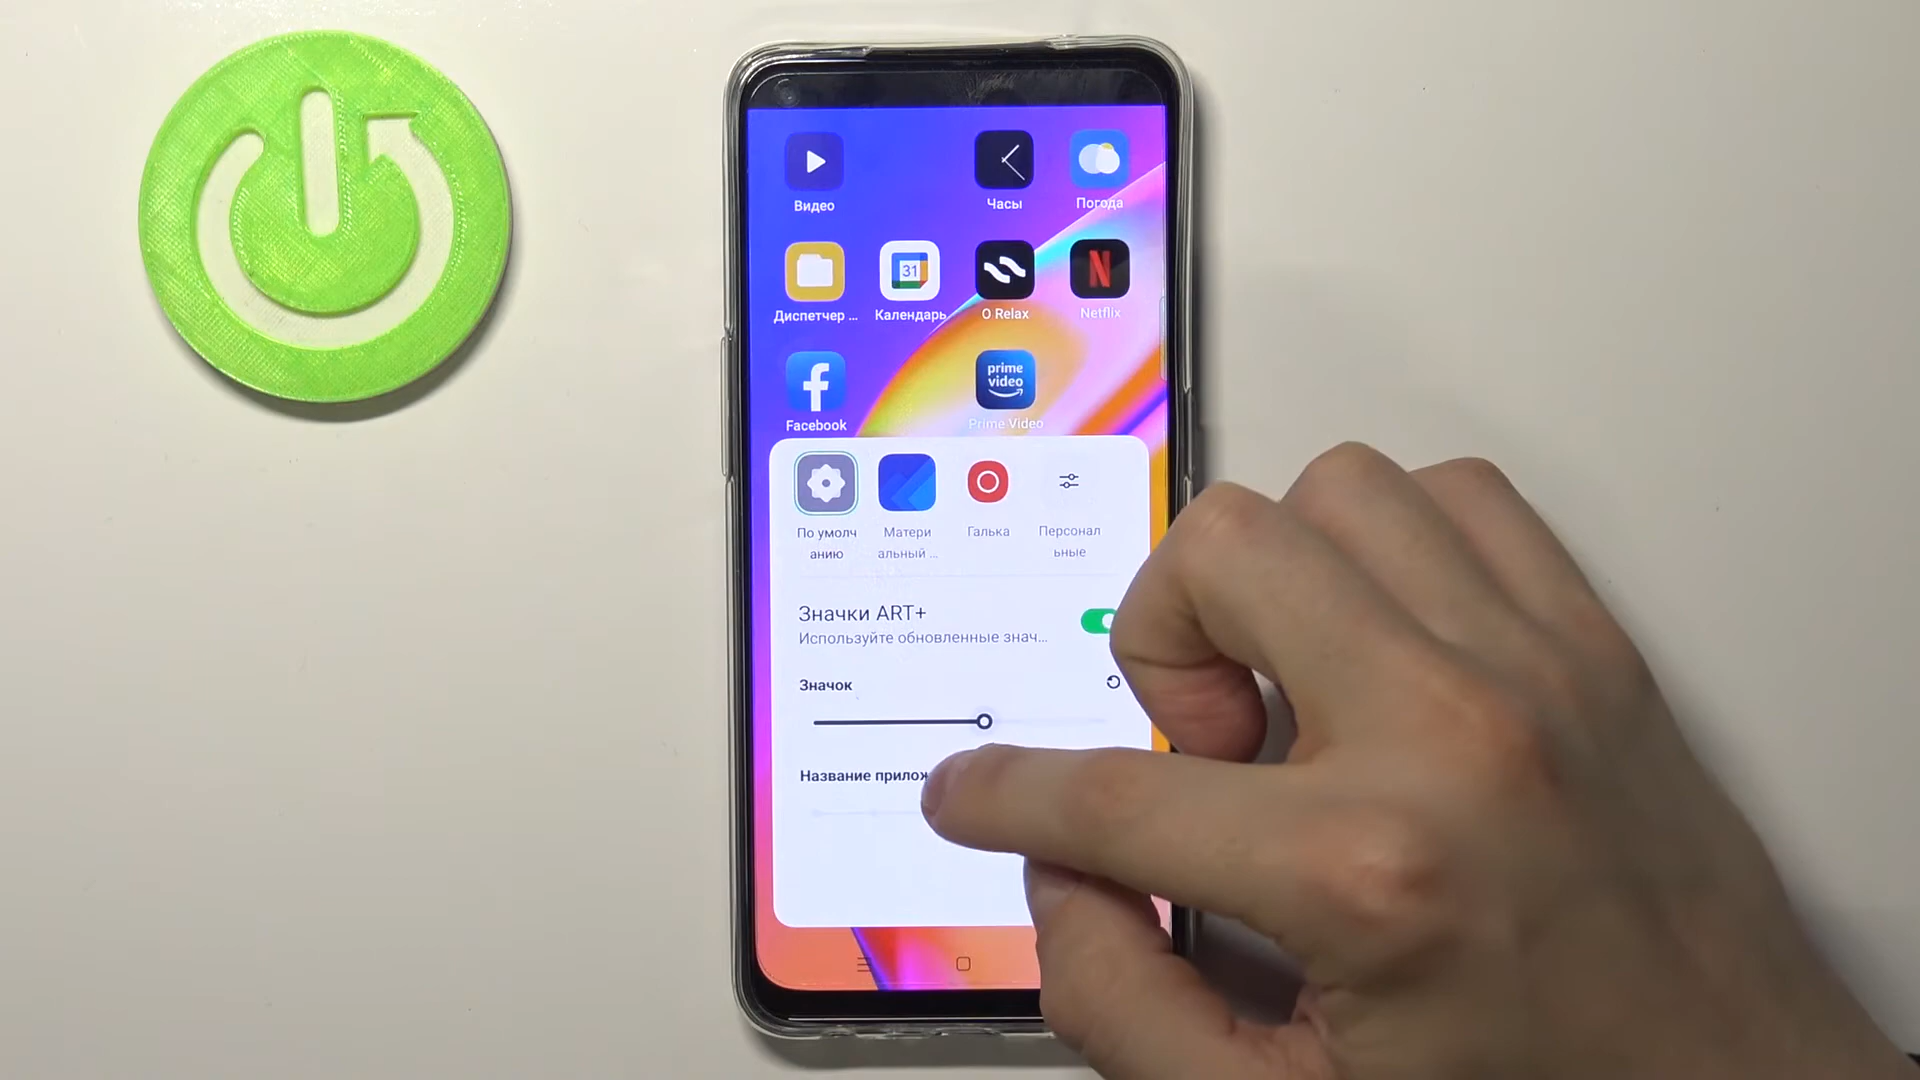 Видео
Часы
Погода
31
Диспетчер ...
Календарь
O Relax
N
Netflix
f
prime
video
Facebook
Prime Video
По умолч
анию
Матери
альный ...
Галька
Персонал
ьные
Значки ART+
Используйте обновленные знач...
Значок
Название